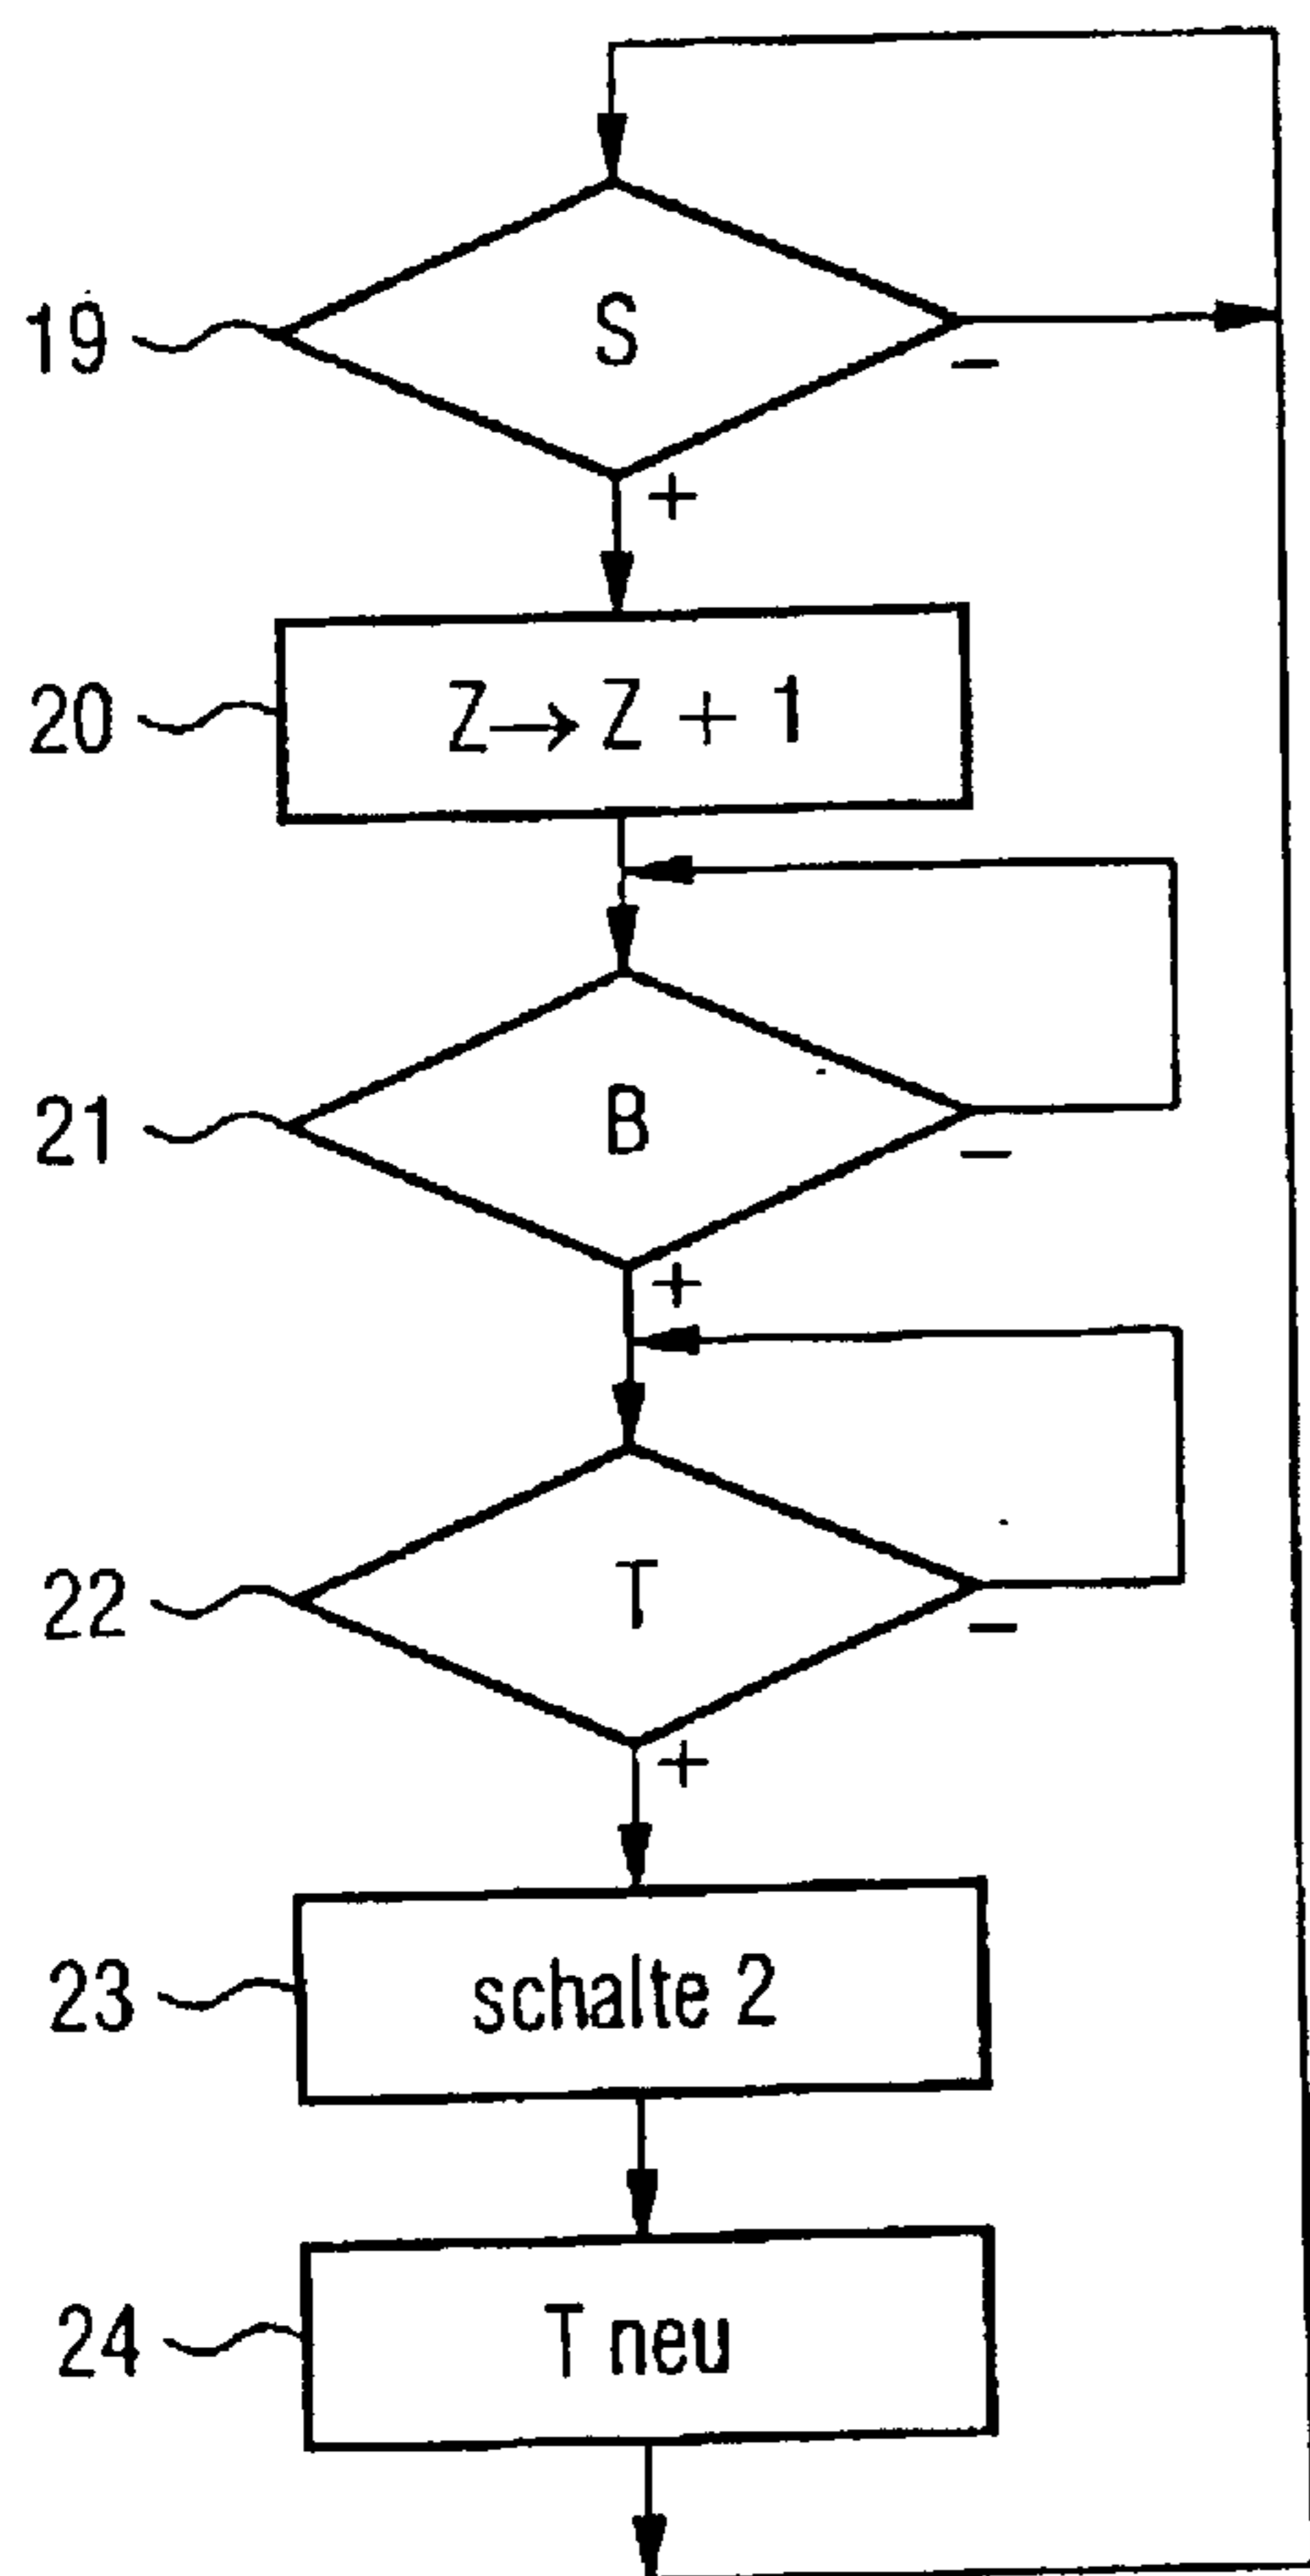 19 S
−
+
20 Z→ Z + 1
21 B
−
+
22 T
−
+
23 schalte 2
24 T neu